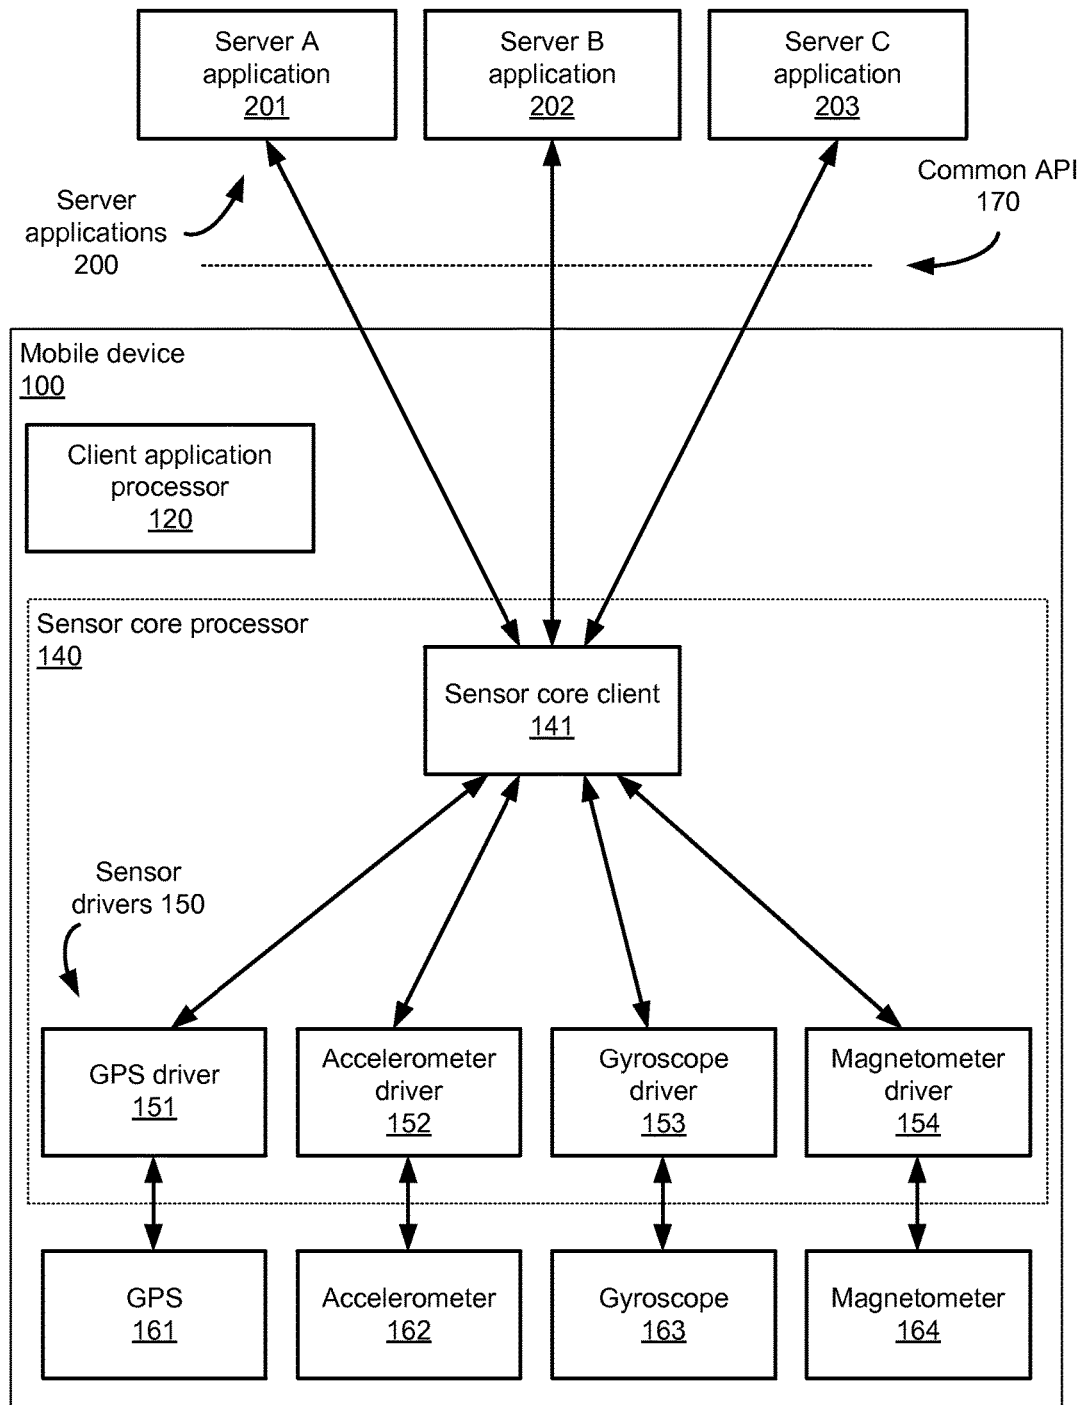 Server A
application
201
Server B
application
202
Server C
application
203
Common API
170
Server
applications
200
Mobile device
100
Client application
processor
120
Sensor core processor
140
Sensor core client
141
Sensor
drivers 150
GPS driver
151
Accelerometer
driver
152
Gyroscope
driver
153
Magnetometer
driver
154
GPS
161
Accelerometer
162
Gyroscope
163
Magnetometer
164